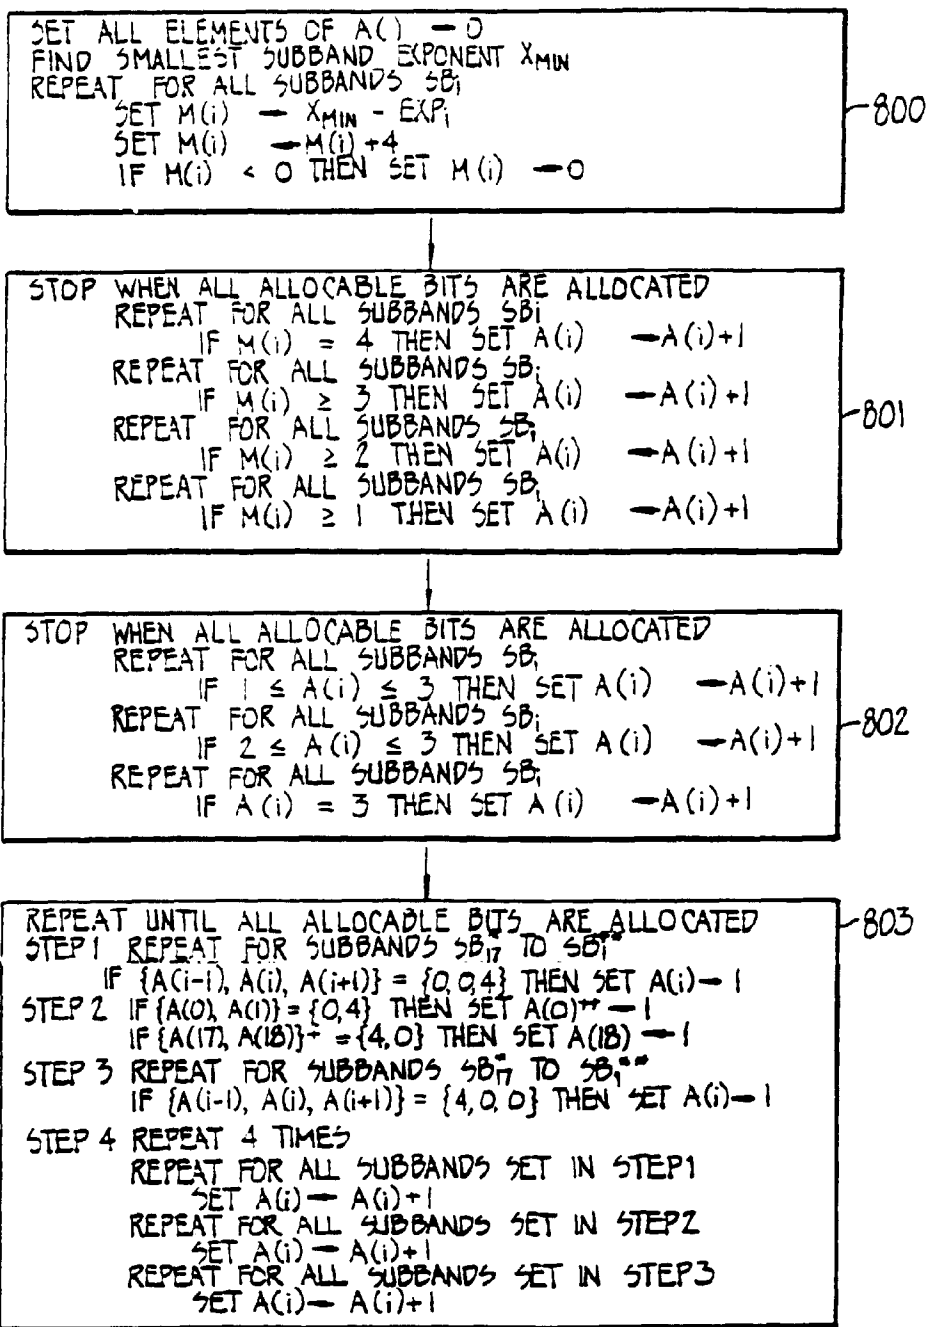 SET ALL ELEMENTS OF A() ← 0
FIND SMALLEST SUBBAND EXPONENT XMIN
REPEAT FOR ALL SUBBANDS SBi
SET M(i) ← XMIN - EXPi
SET M(i) ← M(i)+4
IF M(i) < 0 THEN SET M(i) ← 0
800
STOP WHEN ALL ALLOCABLE BITS ARE ALLOCATED
REPEAT FOR ALL SUBBANDS SBi
IF M(i) = 4 THEN SET A(i) ← A(i)+1
REPEAT FOR ALL SUBBANDS SBi
IF M(i) ≥ 3 THEN SET A(i) ← A(i)+1
REPEAT FOR ALL SUBBANDS SBi
IF M(i) ≥ 2 THEN SET A(i) ← A(i)+1
REPEAT FOR ALL SUBBANDS SBi
IF M(i) ≥ 1 THEN SET A(i) ← A(i)+1
801
STOP WHEN ALL ALLOCABLE BITS ARE ALLOCATED
REPEAT FOR ALL SUBBANDS SBi
IF 1 ≤ A(i) ≤ 3 THEN SET A(i) ← A(i)+1
REPEAT FOR ALL SUBBANDS SBi
IF 2 ≤ A(i) ≤ 3 THEN SET A(i) ← A(i)+1
REPEAT FOR ALL SUBBANDS SBi
IF A(i) = 3 THEN SET A(i) ← A(i)+1
802
REPEAT UNTIL ALL ALLOCABLE BITS ARE ALLOCATED
803
STEP 1 REPEAT FOR SUBBANDS SB17* TO SB1**
IF {A(i-1), A(i), A(i+1)} = {0,0,4} THEN SET A(i) ← 1
STEP 2 IF {A(0), A(1)} = {0,4} THEN SET A(0)** ← 1
IF {A(17), A(18)}+ = {4,0} THEN SET A(18) ← 1
STEP 3 REPEAT FOR SUBBANDS SB17* TO SB1**
IF {A(i-1), A(i), A(i+1)} = {4,0,0} THEN SET A(i) ← 1
STEP 4 REPEAT 4 TIMES
REPEAT FOR ALL SUBBANDS SET IN STEP1
SET A(i) ← A(i)+1
REPEAT FOR ALL SUBBANDS SET IN STEP2
SET A(i) ← A(i)+1
REPEAT FOR ALL SUBBANDS SET IN STEP3
SET A(i) ← A(i)+1